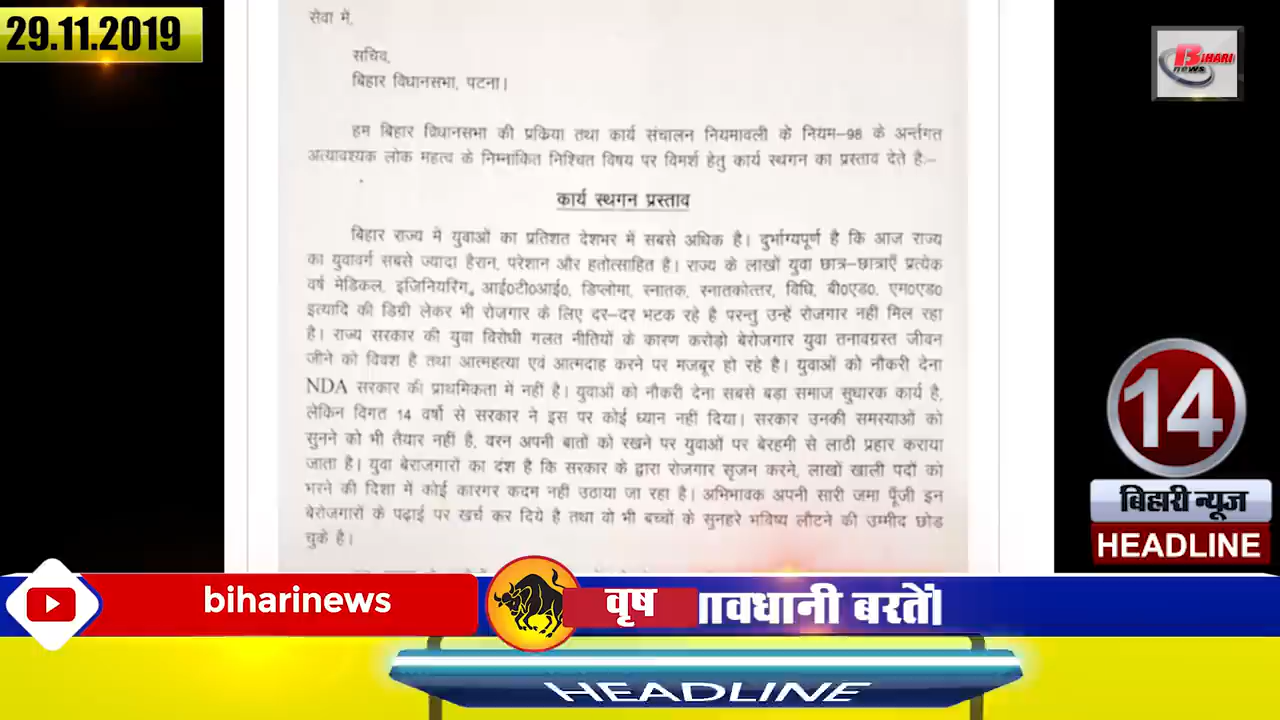 29.11.2019
BIHARI
news
सेवा में,
सचिव,
बिहार विधानसभा, पटना।
हम बिहार विधानसभा की प्रकिया तथा कार्य संचालन नियमावली के नियम-98 के अर्न्तगत
अत्यावश्यक लोक महत्व के निम्नांकित निश्चित विषय पर विमर्श हेतु कार्य स्थगन का प्रस्ताव देते है:-
कार्य स्थगन प्रस्ताव
बिहार राज्य में युवाओं का प्रतिशत देशभर में सबसे अधिक है। दुर्भाग्यपूर्ण है कि आज राज्य
का युवावर्ग सबसे ज्यादा हैरान, परेशान और हतोत्साहित है। राज्य के लाखों युवा छात्र-छात्राएँ प्रत्येक
वर्ष मेडिकल, इजिनियरिंग, आई०टी०आई०, डिप्लोमा, स्नातक, स्नातकोत्तर, विधि, बी०एड०, एम०एड०
इत्यादि की डिग्री लेकर भी रोजगार के लिए दर-दर भटक रहे है परन्तु उन्हें रोजगार नहीं मिल रहा
है। राज्य सरकार की युवा विरोधी गलत नीतियों के कारण करोड़ो बेरोजगार युवा तनावग्रस्त जीवन
जीने को विवश है तथा आत्महत्या एवं आत्मदाह करने पर मजबूर हो रहे है। युवाओं को नौकरी देना
NDA सरकार की प्राथमिकता में नहीं है। युवाओं को नौकरी देना सबसे बड़ा समाज सुधारक कार्य है,
लेकिन विगत 14 वर्षो से सरकार ने इस पर कोई ध्यान नहीं दिया। सरकार उनकी समस्याओं को
सुनने को भी तैयार नहीं है, वरन अपनी बातों को रखने पर युवाओं पर बेरहमी से लाठी प्रहार कराया
जाता है। युवा बेराजगारों का दंश है कि सरकार के द्वारा रोजगार सृजन करने, लाखों खाली पदों को
भरने की दिशा में कोई कारगर कदम नही उठाया जा रहा है। अभिभावक अपनी सारी जमा पूँजी इन
बेरोजगारों के पढ़ाई पर खर्च कर दिये है तथा वो भी बच्चों के सुनहरे भविष्य लौटने की उम्मीद छोड
चुके है।
14
बिहारी न्यूज
HEADLINE
biharinews
वृष
ावधानी बरतें।
HEADLINE